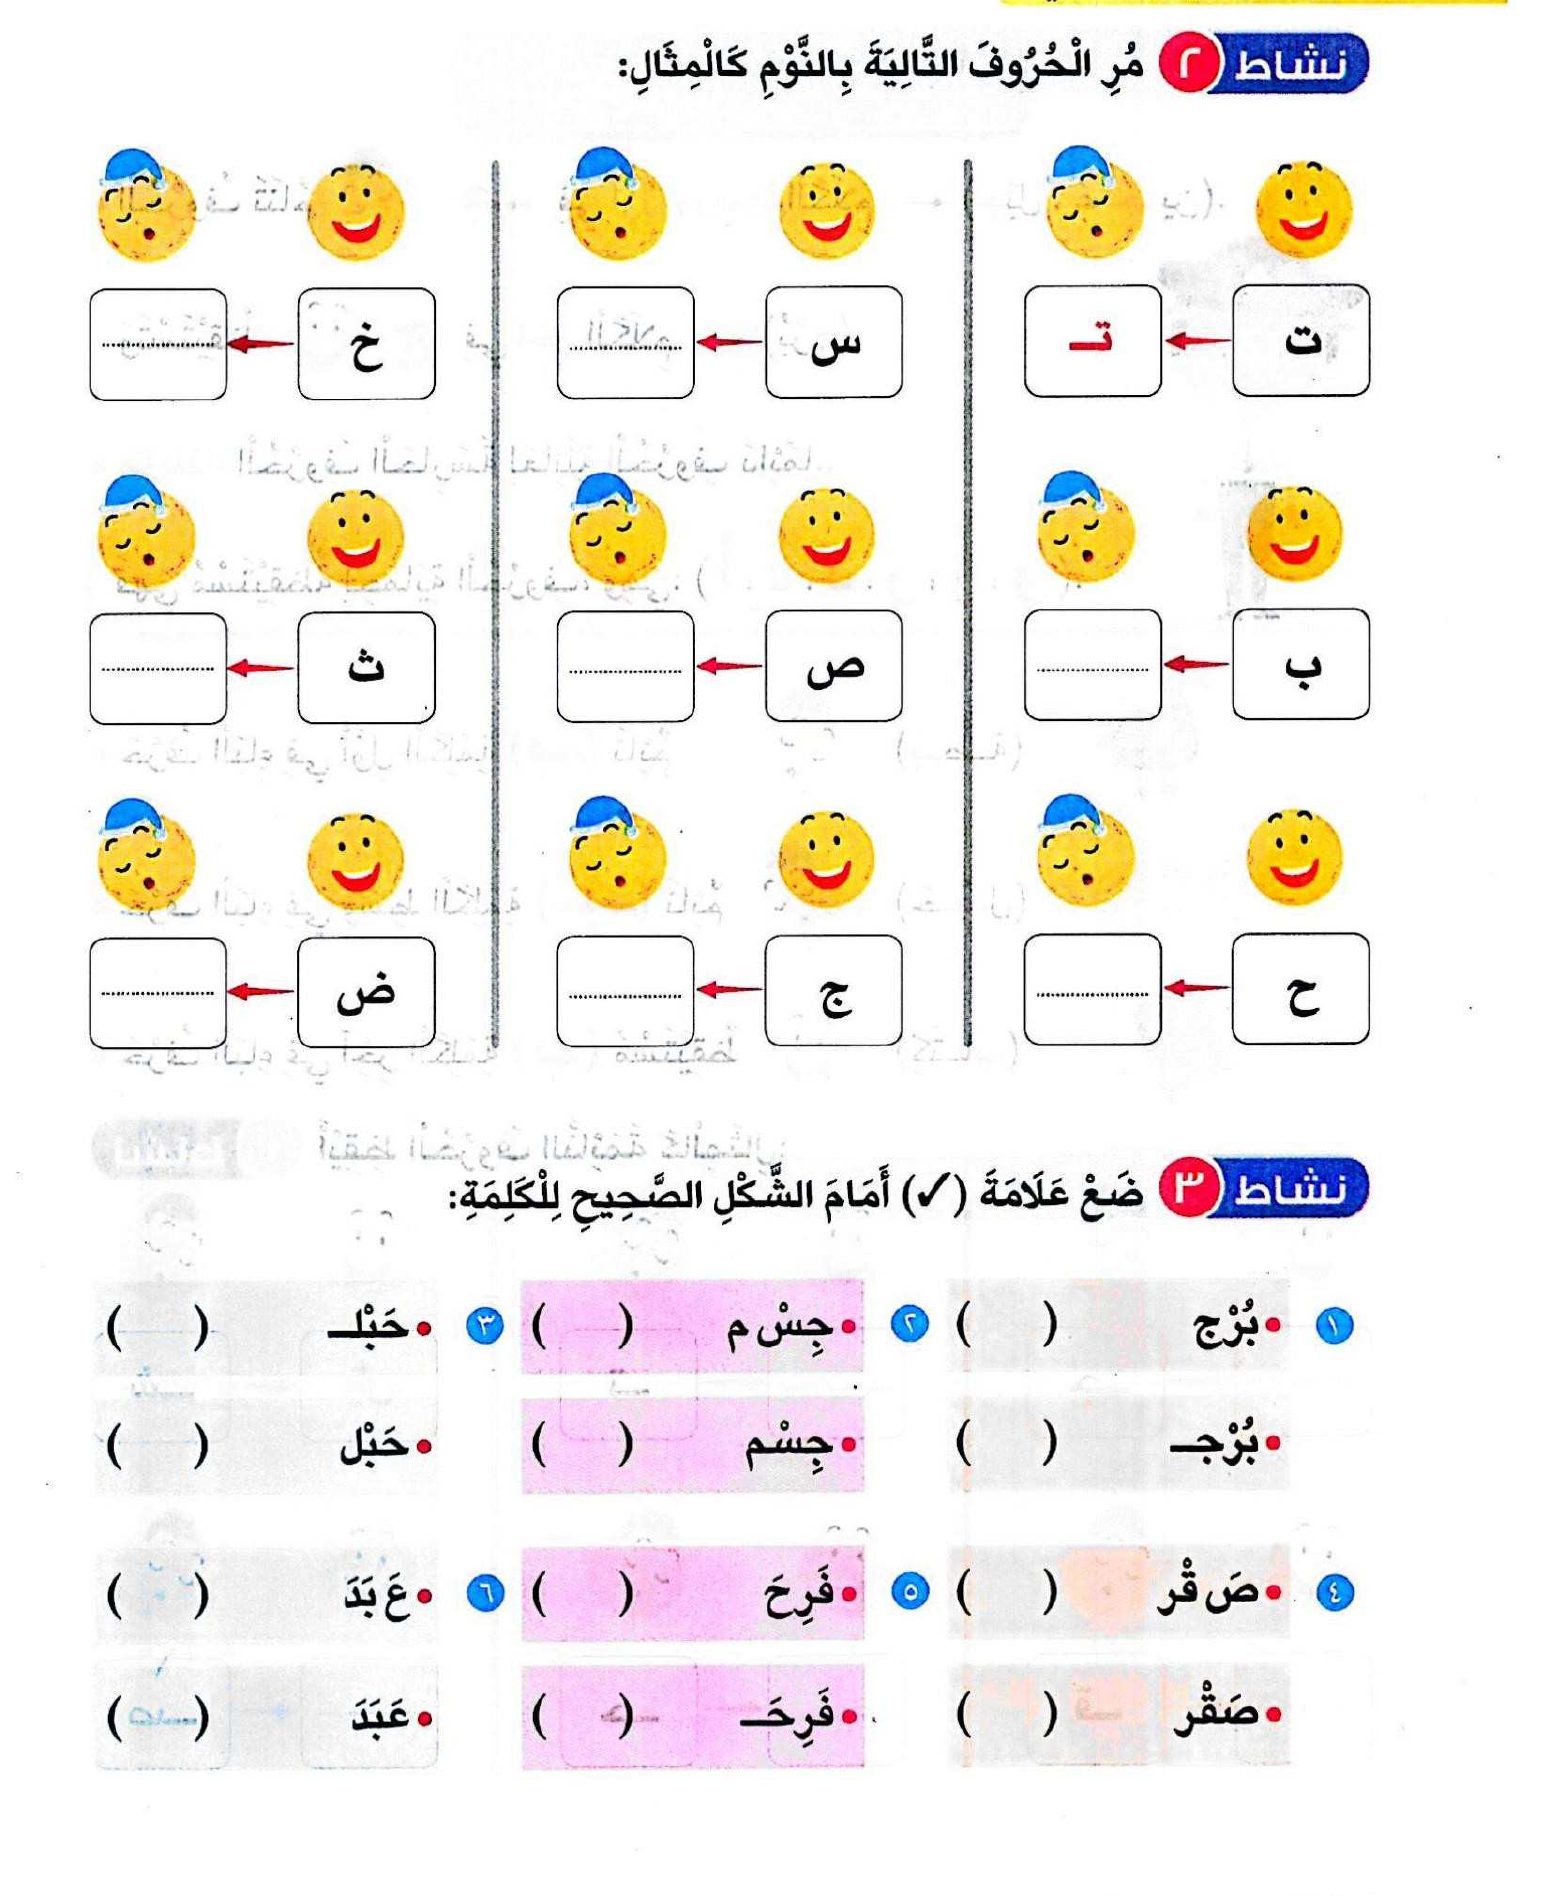 نشاط ٢ مُرِ الْحُرُوفَ التَّالِيَةَ بِالنَّوْمِ كَالْمِثَالِ:
ت تـ س خ
ب ص ث
ح ج ض
نشاط ٣ ضَعْ عَلَامَةَ (✓) أَمَامَ الشَّكْلِ الصَّحِيحِ لِلْكَلِمَةِ:
١ • بُرْج ( ) ٢ • جِسْ م ( ) ٣ • حَبْلـ ( )
• بُرْجـ ( ) • جِسْم ( ) • حَبْل ( )
٤ • صَ قْر ( ) ٥ • فَرِحَ ( ) ٦ • عَ بَدَ ( )
• صَقْر ( ) • فَرِحَـ ( ) • عَبَدَ ( )